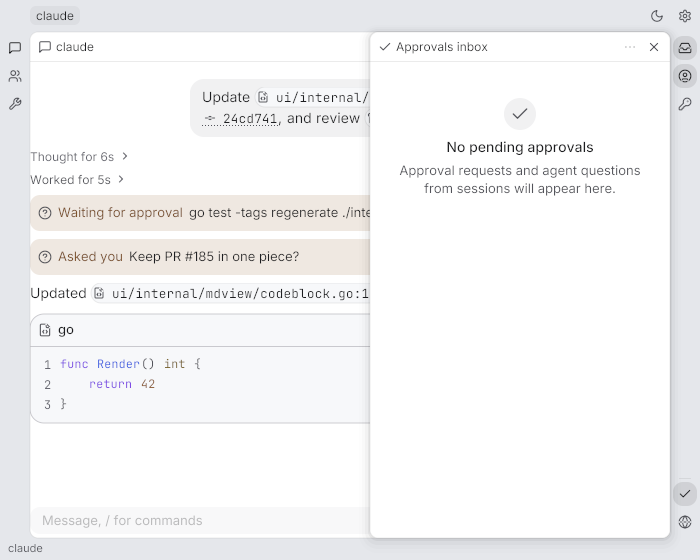 claude
claude
Approvals inbox
Update ui/internal/
24cd741, and review
Thought for 6s
Worked for 5s
Waiting for approval go test -tags regenerate ./inte
Asked you Keep PR #185 in one piece?
Updated ui/internal/mdview/codeblock.go:1
go
1 func Render() int {
2     return 42
3 }
No pending approvals
Approval requests and agent questions
from sessions will appear here.
Message, / for commands
claude